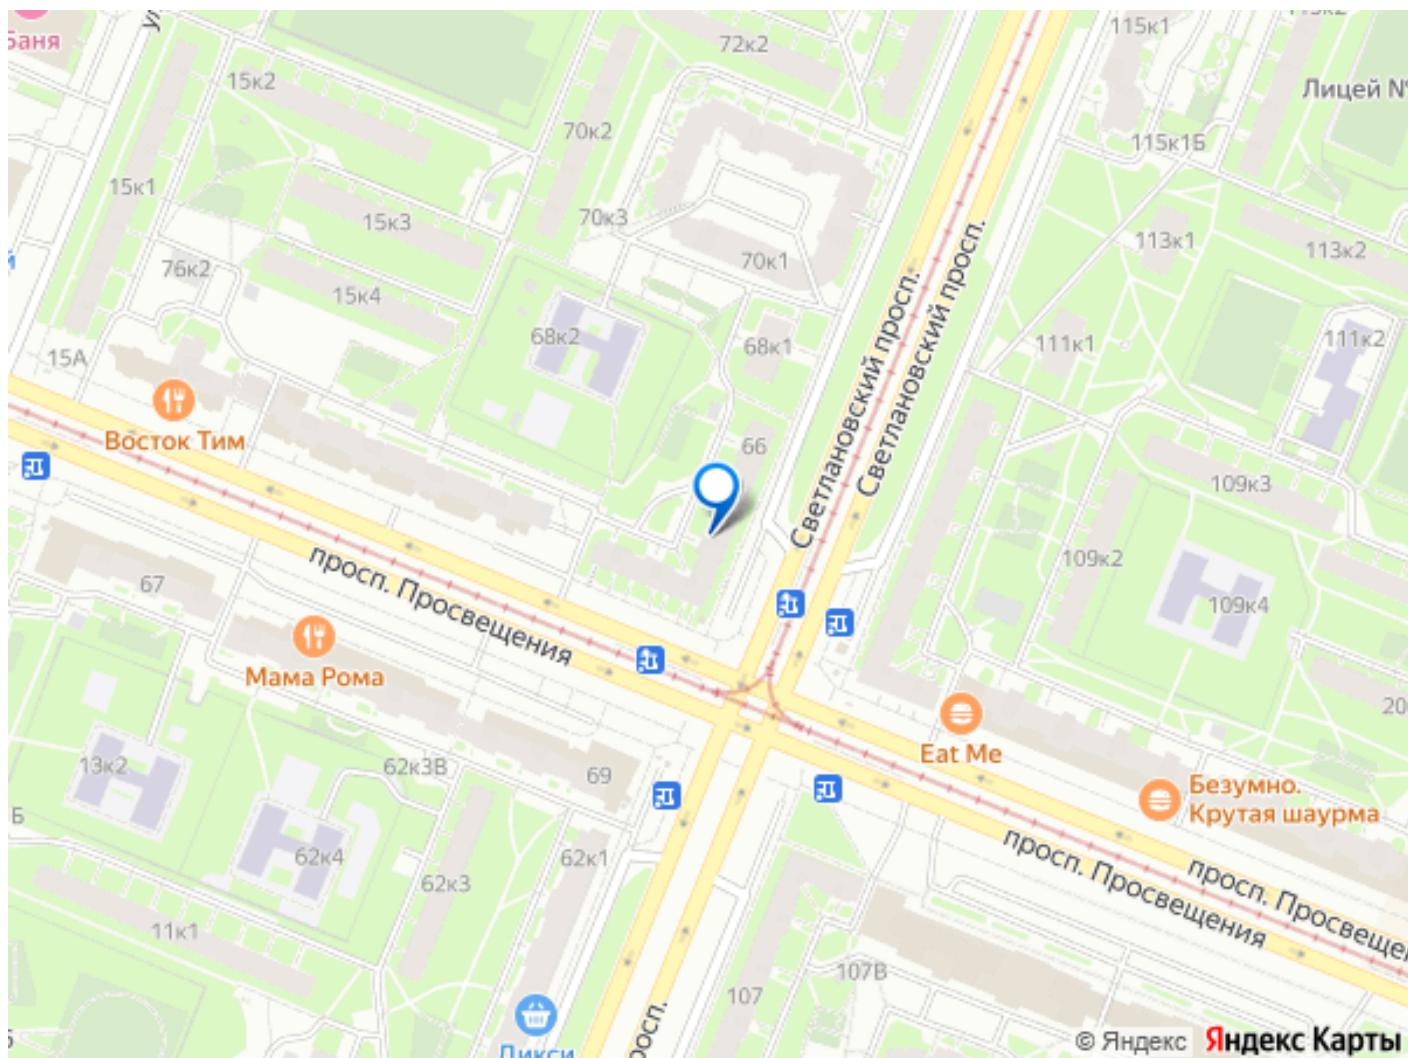 115к1
72к2
Баня
15к2
Лицей №
70к2
115к1Б
15к1
15к3
70к3
113к1
113к2
76к2
70к1
15к4
68к2
68к1
111к1
111к2
15А
Светлановский просп.
Светлановский просп.
Восток Тим
66
109к3
109к2
просп. Просвещения
67
109к4
Мама Рома
20
13к2
62к3В
69
Eat Me
Безумно.
Крутая шаурма
Б
62к4
62к1
62к3
просп. Просвещения
просп. Просвещен
11к1
107В
107
росп.
Дикси
© Яндекс
Яндекс Карты